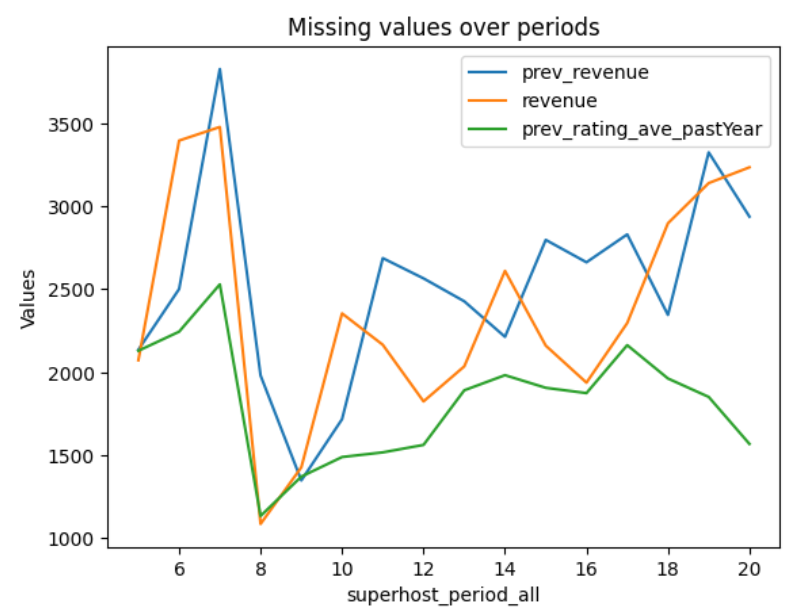 Missing values over periods
prev_revenue
revenue
prev_rating_ave_pastYear
Values
3500
3000
2500
2000
1500
1000
6 8 10 12 14 16 18 20
superhost_period_all